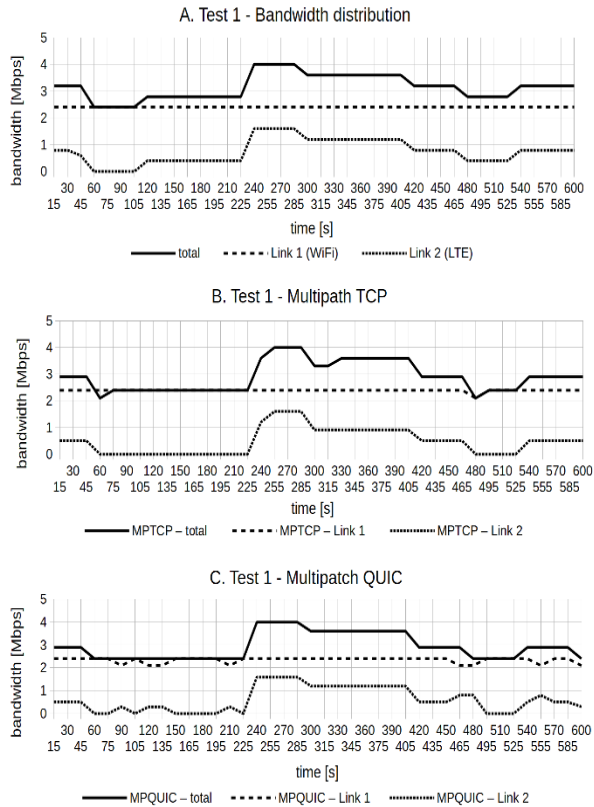 A. Test 1 - Bandwidth distribution
bandwidth [Mbps]
5
4
3
2
1
0
30 60 90 120 150 180 210 240 270 300 330 360 390 420 450 480 510 540 570 600
15 45 75 105 135 165 195 225 255 285 315 345 375 405 435 465 495 525 555 585
time [s]
total Link 1 (WiFi) Link 2 (LTE)
B. Test 1 - Multipath TCP
bandwidth [Mbps]
5
4
3
2
1
0
30 60 90 120 150 180 210 240 270 300 330 360 390 420 450 480 510 540 570 600
15 45 75 105 135 165 195 225 255 285 315 345 375 405 435 465 495 525 555 585
time [s]
MPTCP – total MPTCP – Link 1 MPTCP – Link 2
C. Test 1 - Multipatch QUIC
bandwidth [Mbps]
5
4
3
2
1
0
30 60 90 120 150 180 210 240 270 300 330 360 390 420 450 480 510 540 570 600
15 45 75 105 135 165 195 225 255 285 315 345 375 405 435 465 495 525 555 585
time [s]
MPQUIC – total MPQUIC – Link 1 MPQUIC – Link 2